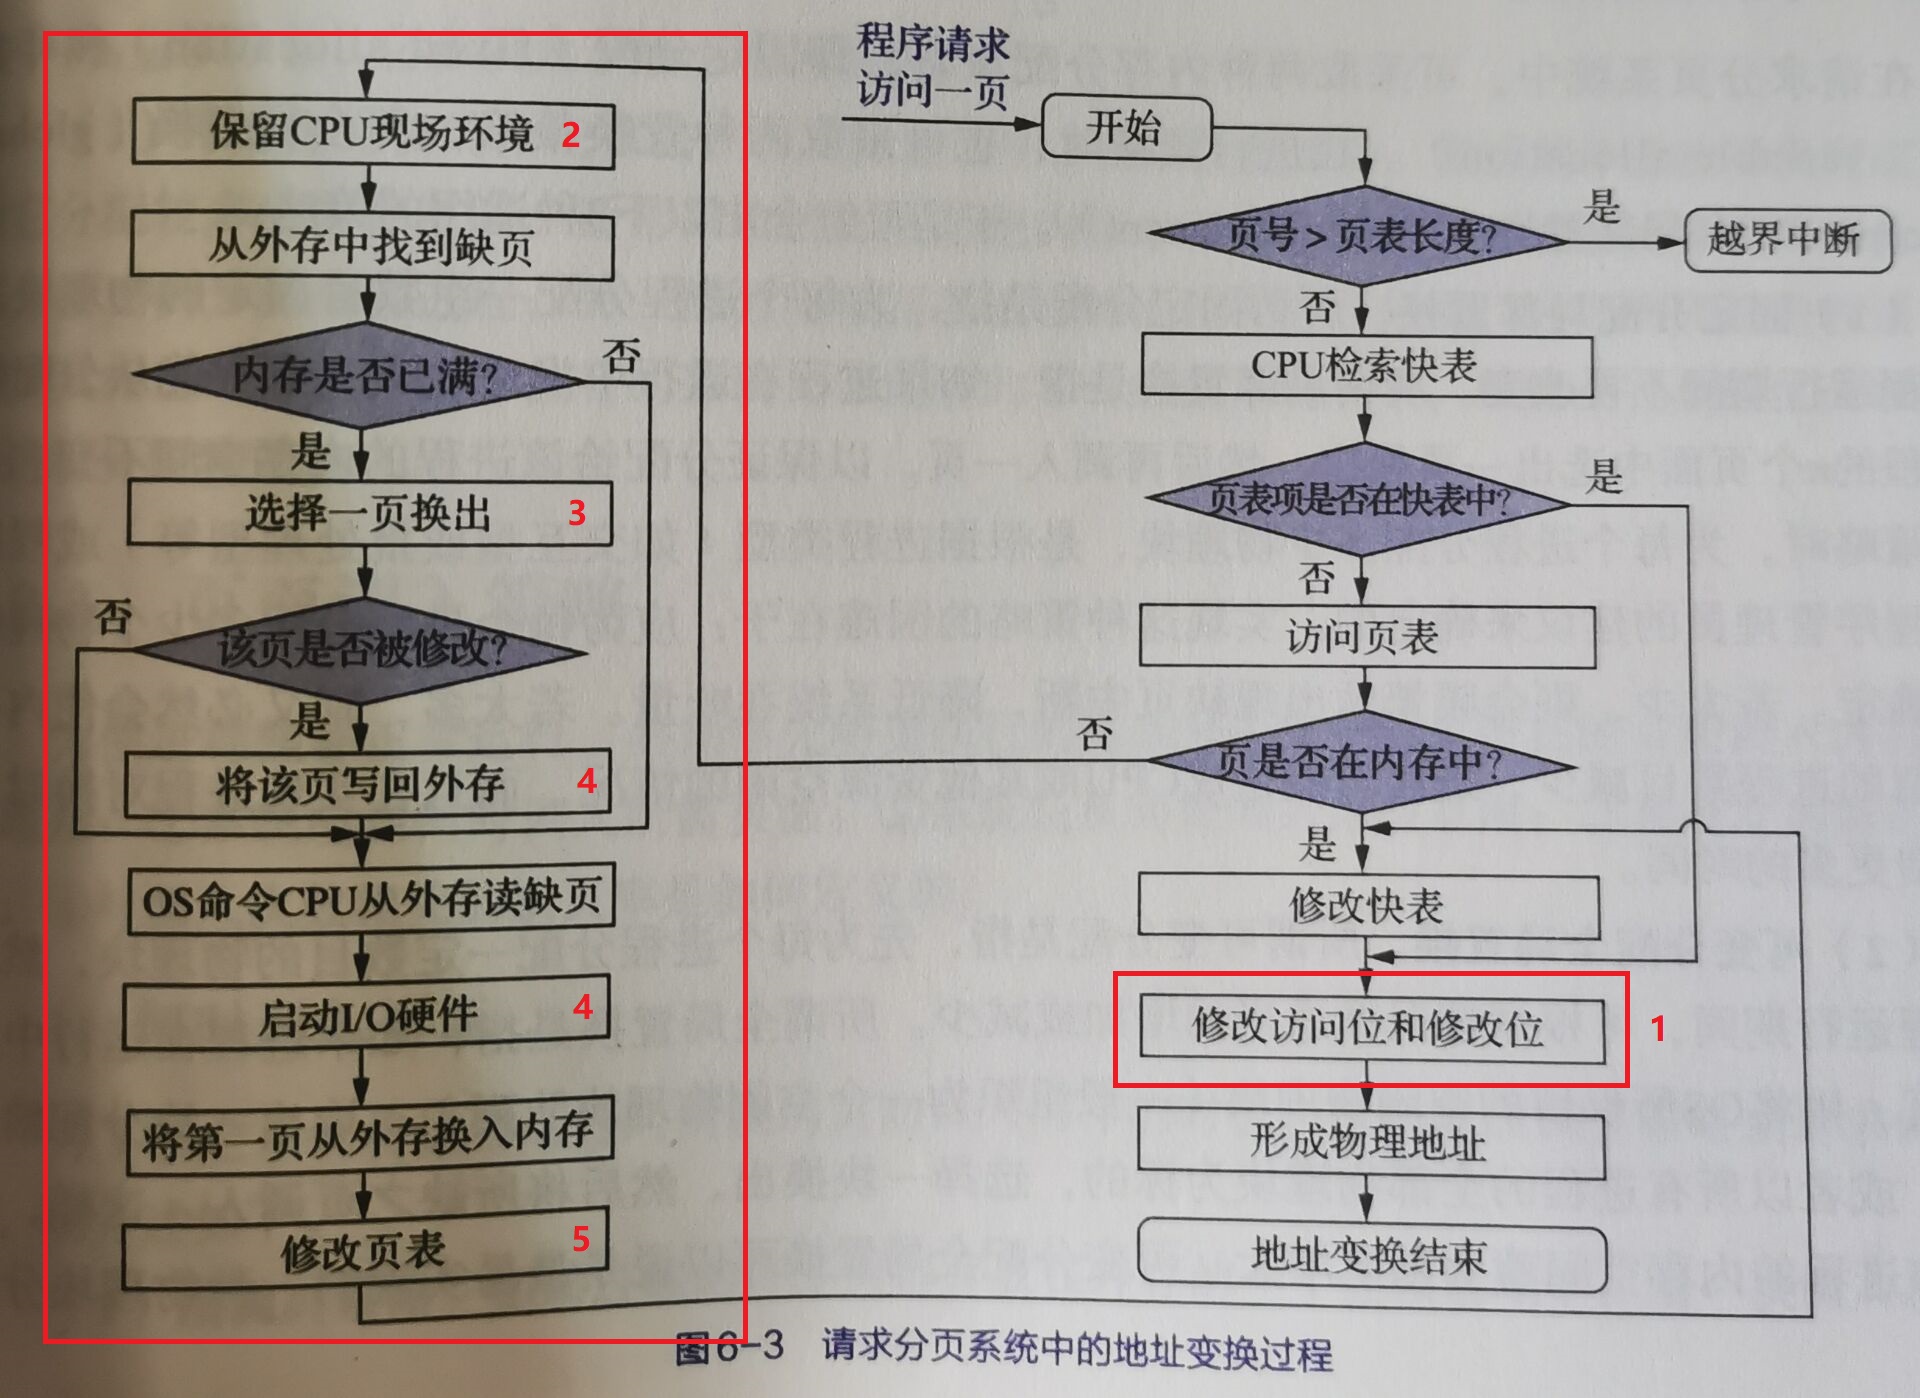 保留CPU现场环境 2
从外存中找到缺页
内存是否已满?
否
是
选择一页换出 3
否
该页是否被修改?
是
将该页写回外存 4
OS命令CPU从外存读缺页
启动I/O硬件 4
将第一页从外存换入内存
修改页表 5
程序请求
访问一页
开始
页号>页表长度?
是
越界中断
否
CPU检索快表
页表项是否在快表中?
是
否
访问页表
否
页是否在内存中?
是
修改快表
修改访问位和修改位 1
形成物理地址
地址变换结束
图6-3 请求分页系统中的地址变换过程